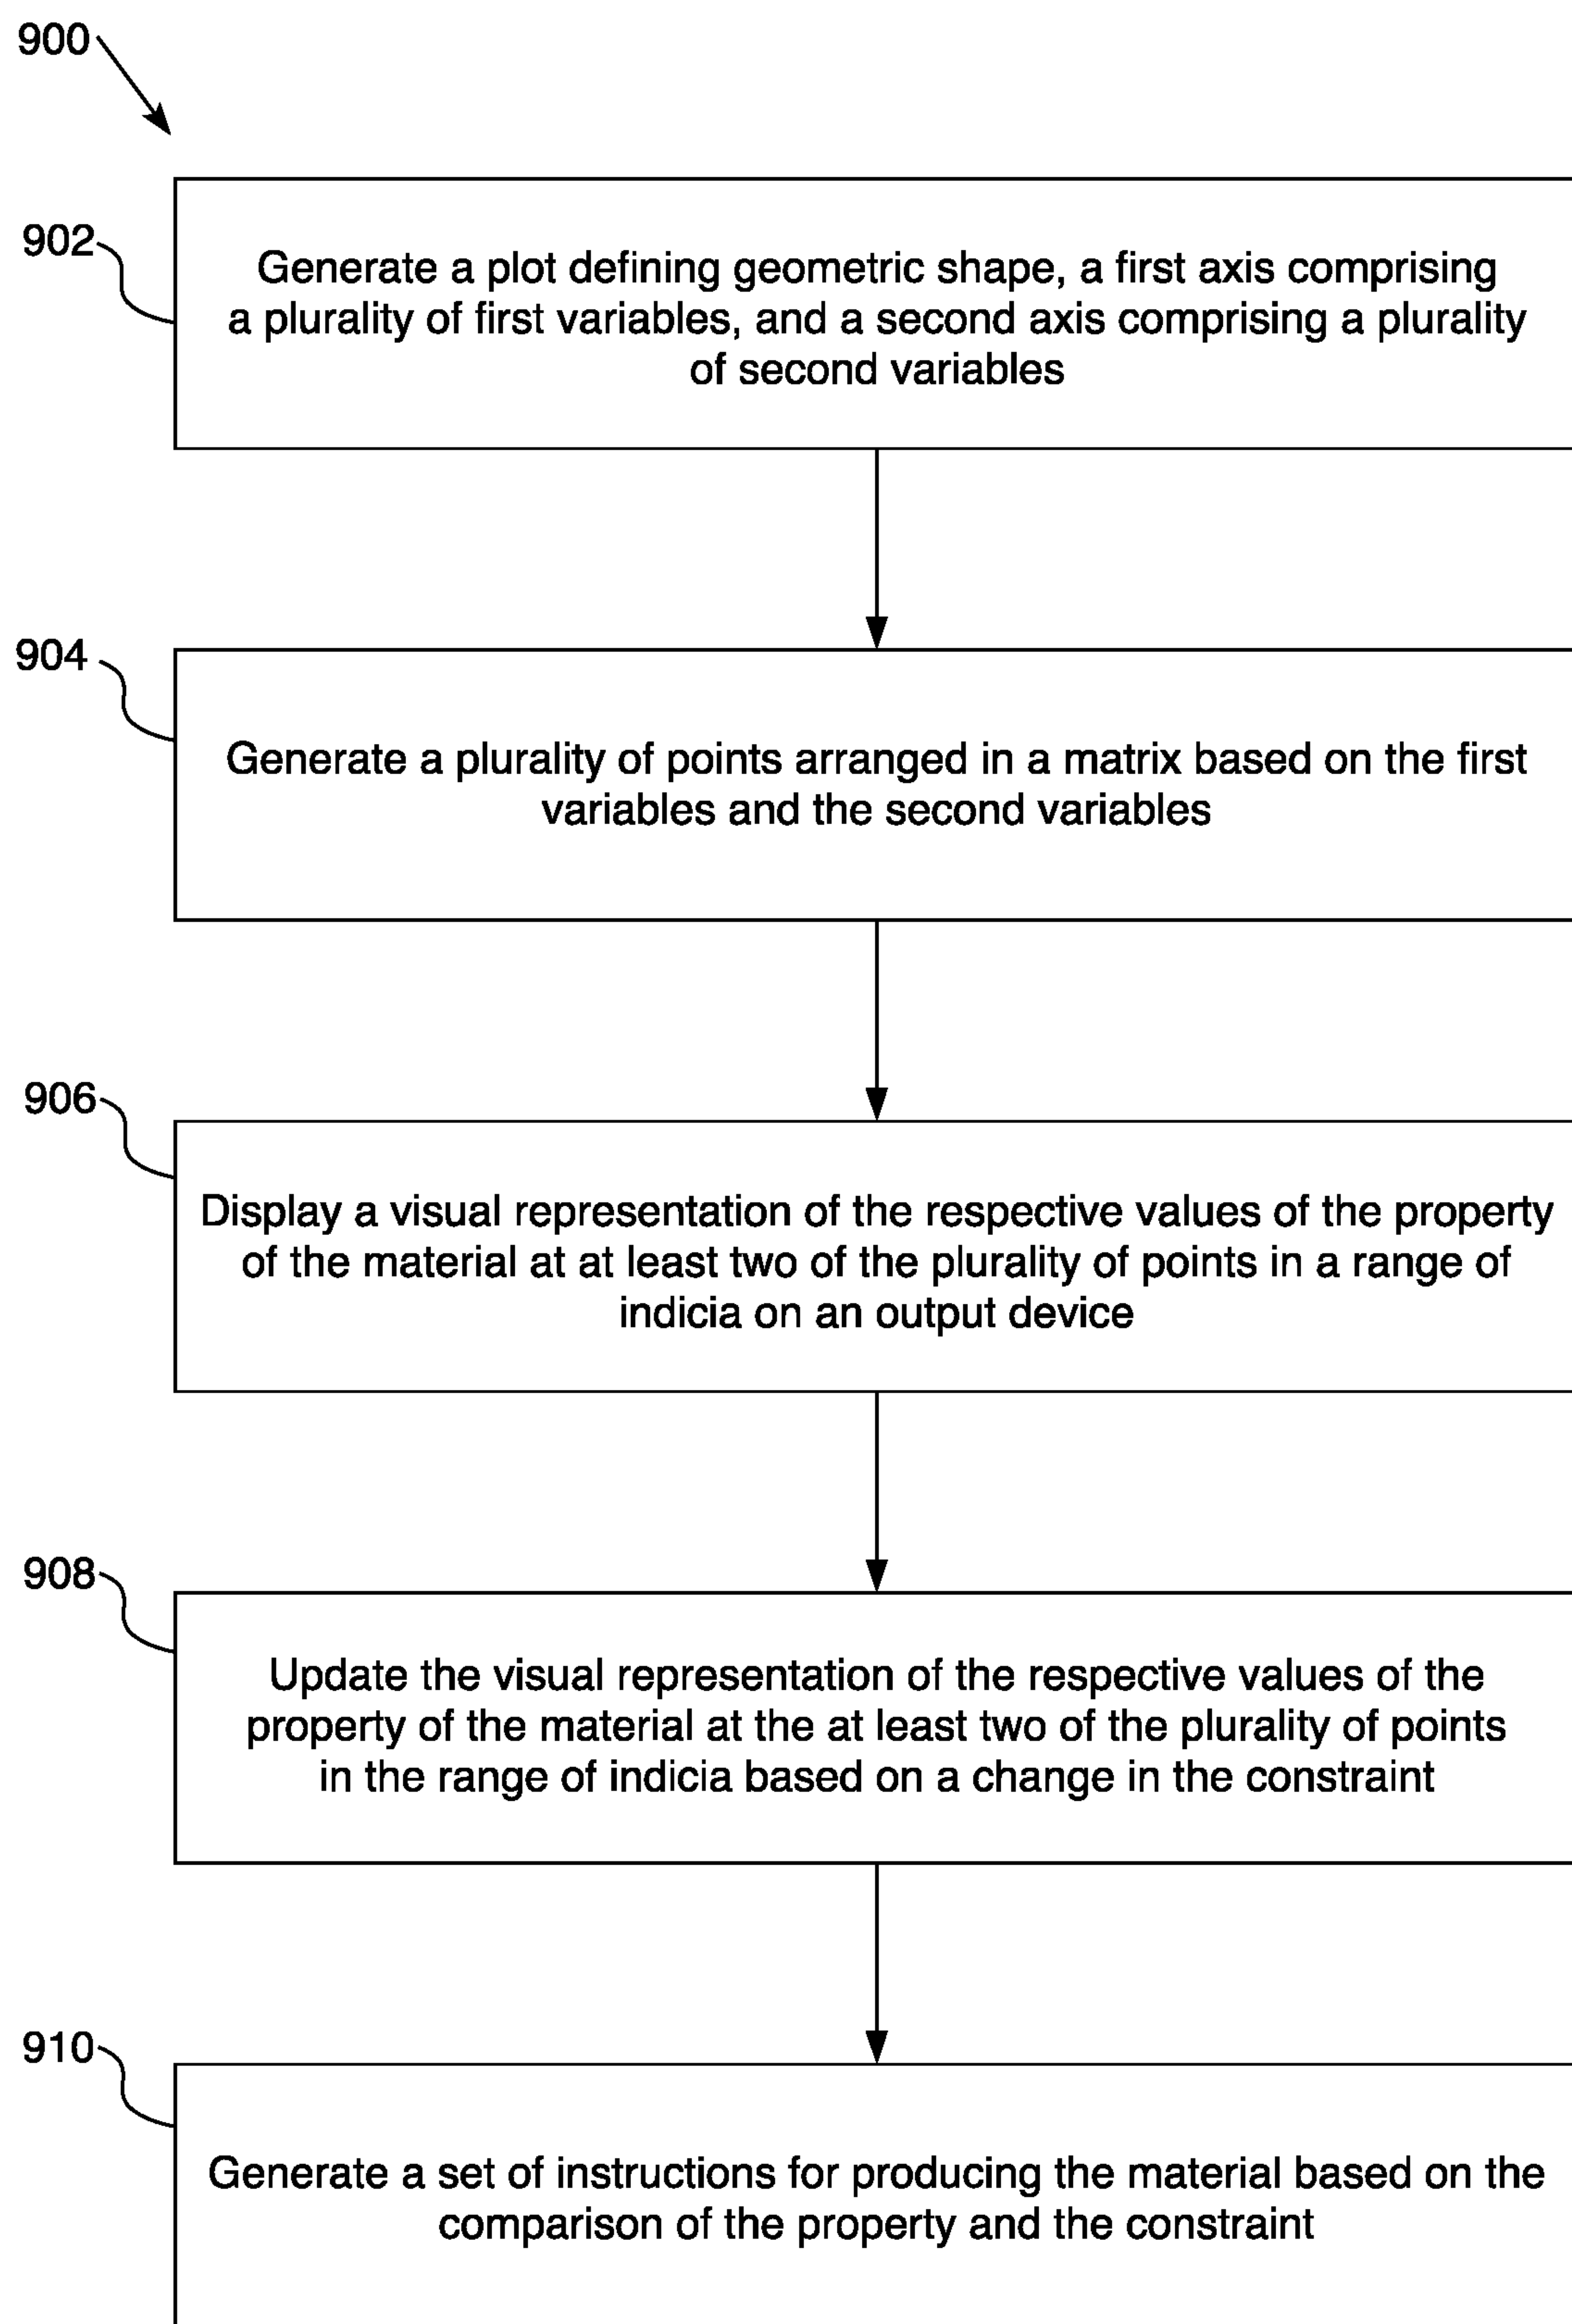 900
902
Generate a plot defining geometric shape, a first axis comprising
a plurality of first variables, and a second axis comprising a plurality
of second variables
904
Generate a plurality of points arranged in a matrix based on the first
variables and the second variables
906
Display a visual representation of the respective values of the property
of the material at at least two of the plurality of points in a range of
indicia on an output device
908
Update the visual representation of the respective values of the
property of the material at the at least two of the plurality of points
in the range of indicia based on a change in the constraint
910
Generate a set of instructions for producing the material based on the
comparison of the property and the constraint